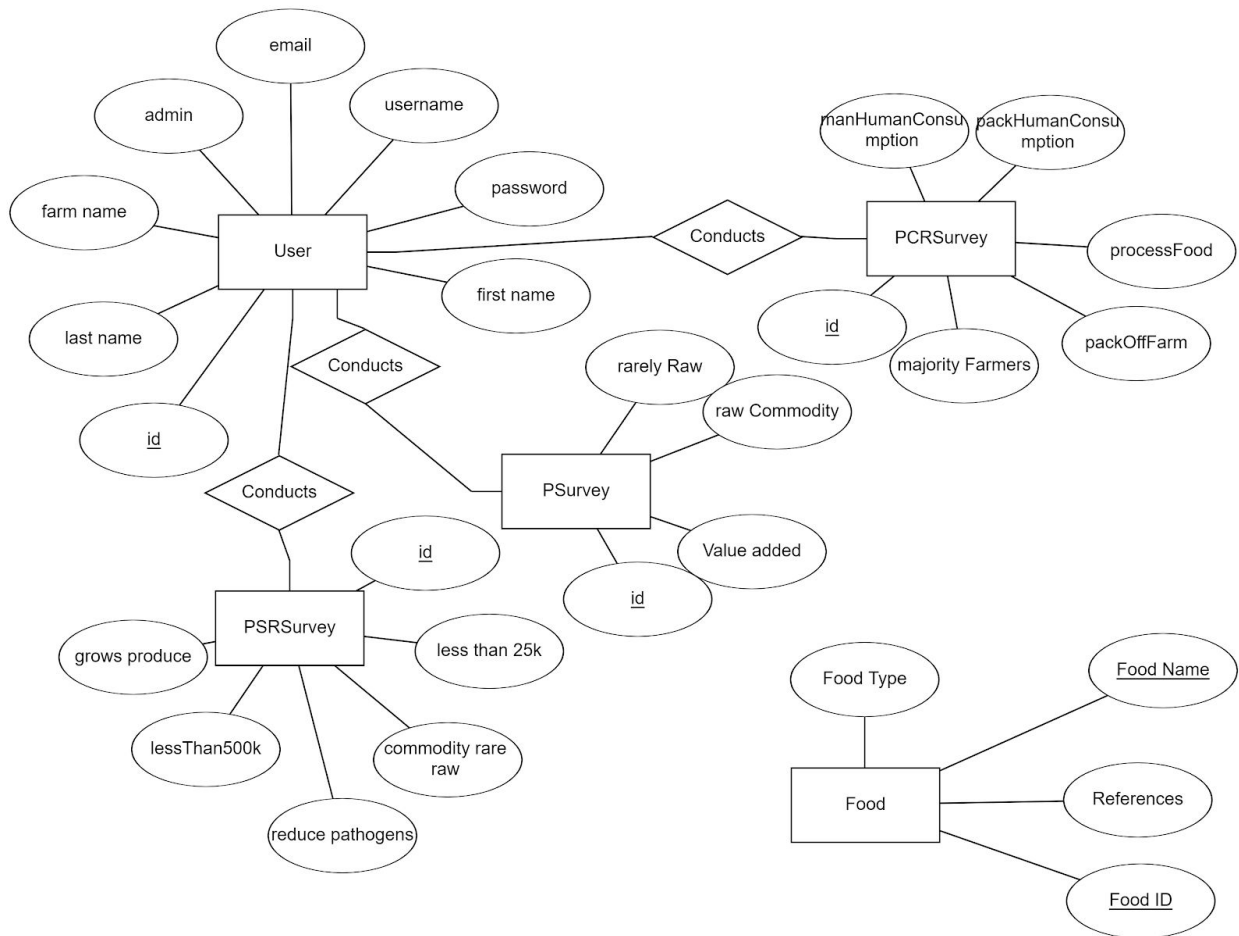 email
username
admin
password
farm name
User
first name
last name
id
Conducts
manHumanConsu
mption
packHumanConsu
mption
PCRSurvey
processFood
packOffFarm
id
majority Farmers
Conducts
rarely Raw
raw Commodity
PSurvey
Value added
id
Conducts
id
PSRSurvey
grows produce
less than 25k
lessThan500k
commodity rare
raw
reduce pathogens
Food Type
Food Name
Food
References
Food ID